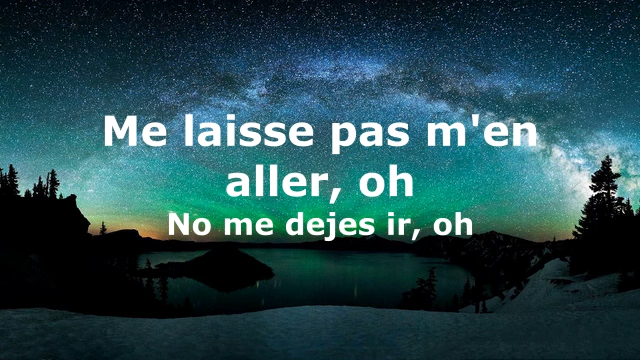 Me laisse pas m'en
aller, oh
No me dejes ir, oh